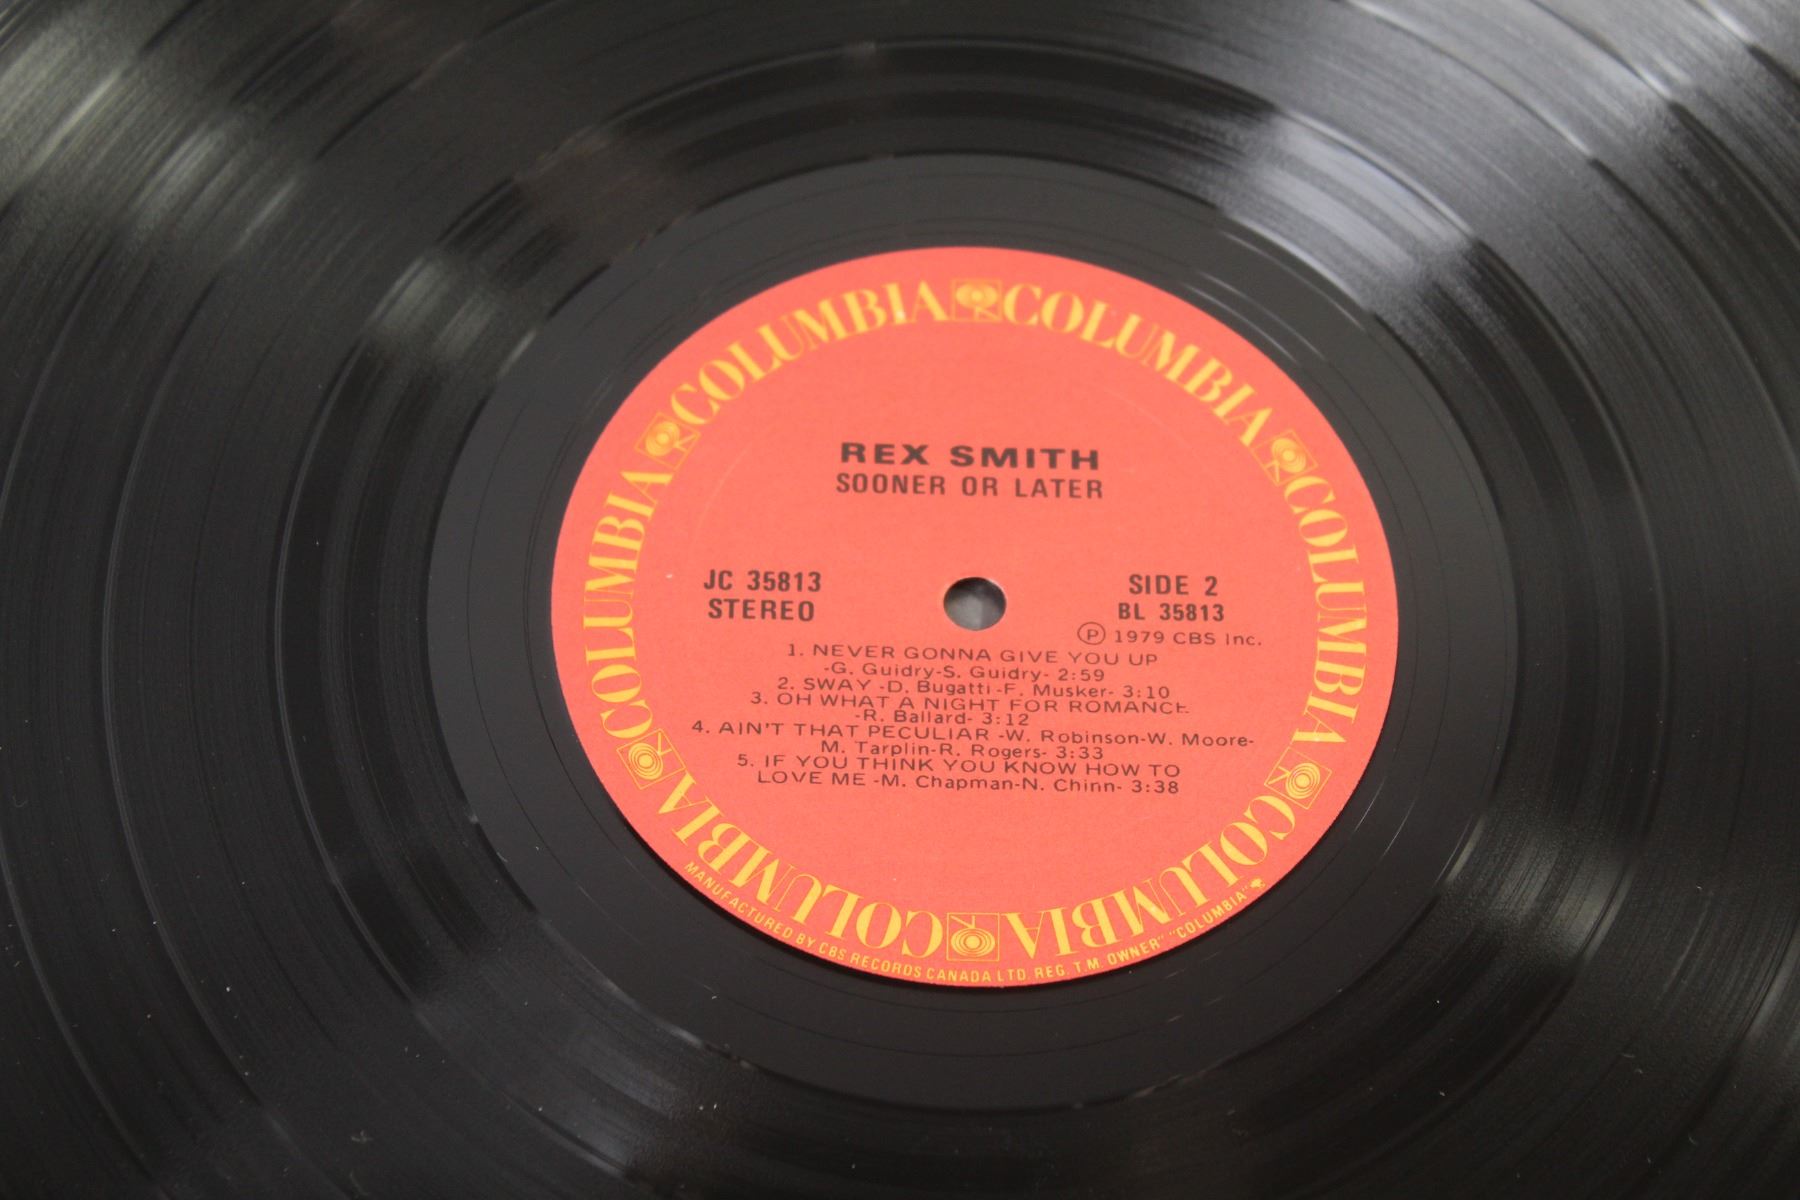 COLUMBIA COLUMBIA COLUMBIA COLUMBIA COLUMBIA COLUMBIA
REX SMITH
SOONER OR LATER
JC 35813
STEREO
SIDE 2
BL 35813
Ⓟ 1979 CBS Inc.
1. NEVER GONNA GIVE YOU UP
-G. Guidry-S. Guidry- 2:59
2. SWAY -D. Bugatti-F. Musker- 3:10
3. OH WHAT A NIGHT FOR ROMANCE
-R. Ballard- 3:12
4. AIN'T THAT PECULIAR -W. Robinson-W. Moore-
M. Tarplin-R. Rogers- 3:33
5. IF YOU THINK YOU KNOW HOW TO
LOVE ME -M. Chapman-N. Chinn- 3:38
MANUFACTURED BY CBS RECORDS CANADA LTD. REG. T.M. OWNER" "COLUMBIA"